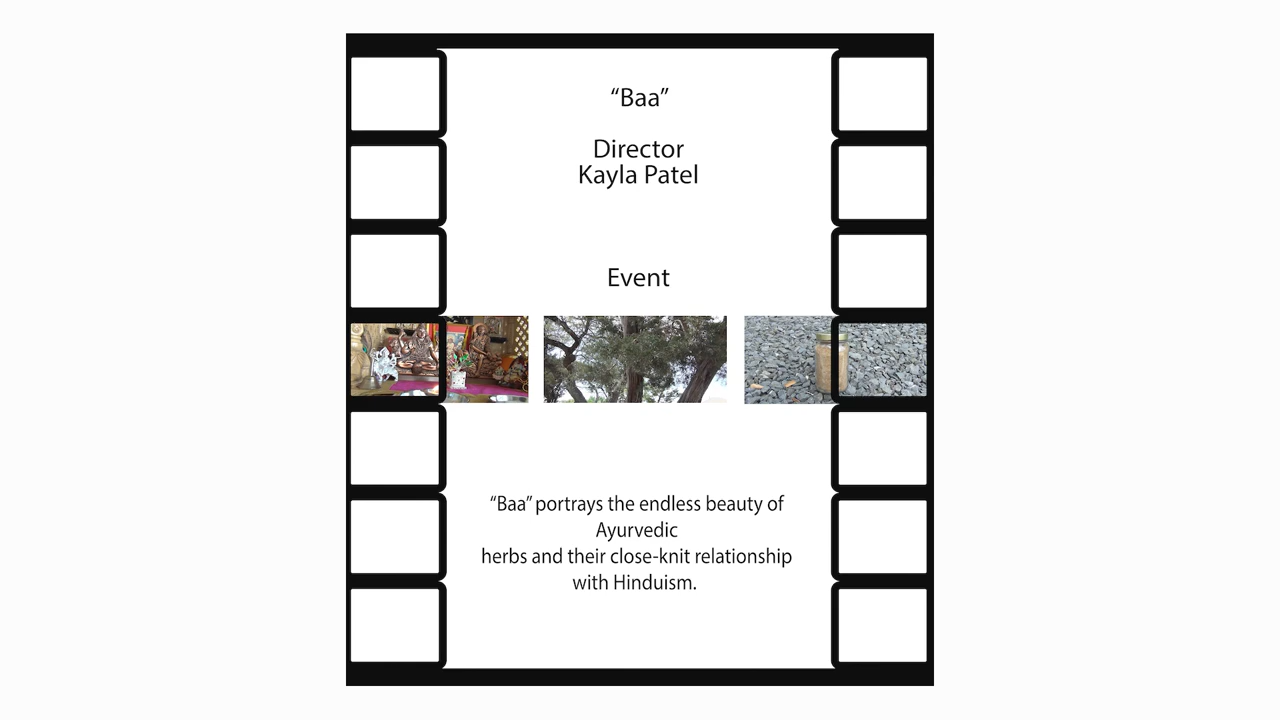 “Baa”
Director
Kayla Patel
Event
“Baa” portrays the endless beauty of
Ayurvedic
herbs and their close-knit relationship
with Hinduism.